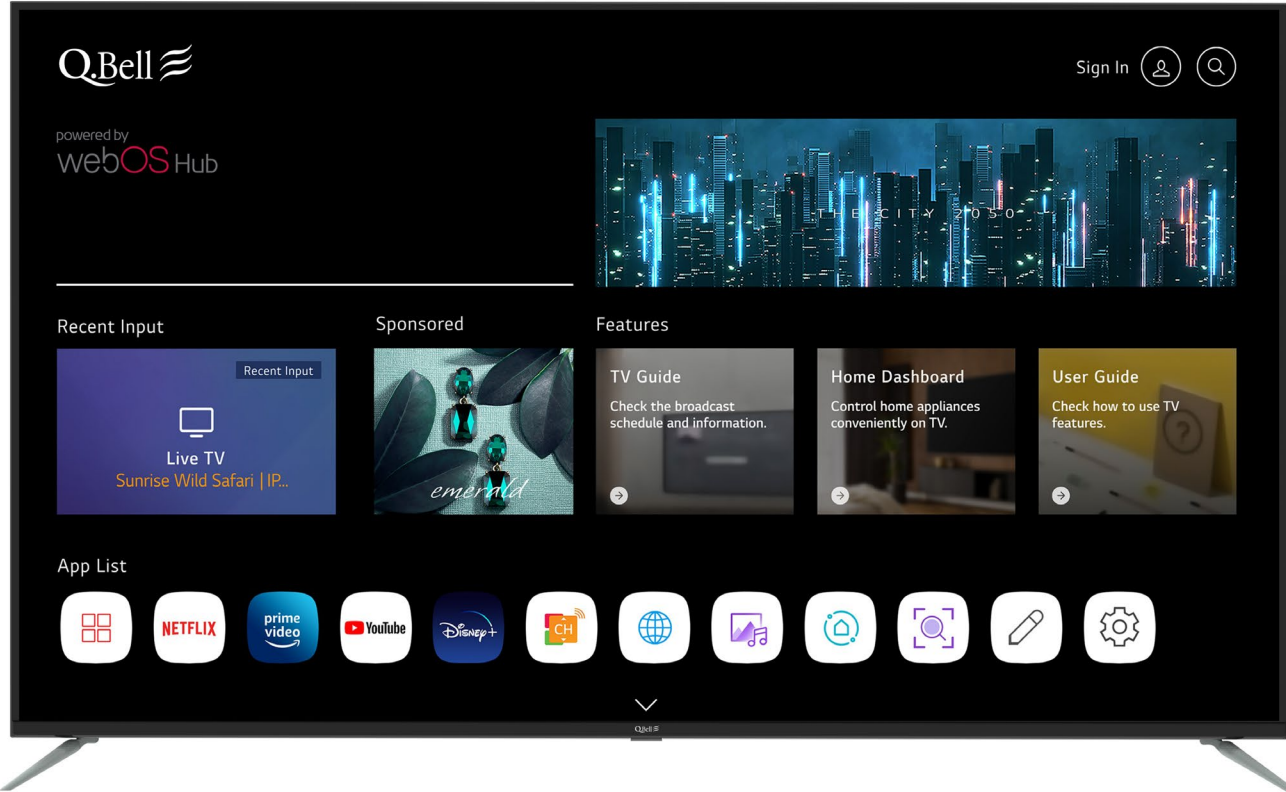 Q.Bell
Sign In
powered by
webOS Hub
THE CITY 2050
Recent Input
Sponsored
Features
Recent Input
Live TV
Sunrise Wild Safari | IP...
emerald
TV Guide
Check the broadcast
schedule and information.
Home Dashboard
Control home appliances
conveniently on TV.
User Guide
Check how to use TV
features.
?
App List
NETFLIX
prime
video
YouTube
Disney+
CH
Q.Bell